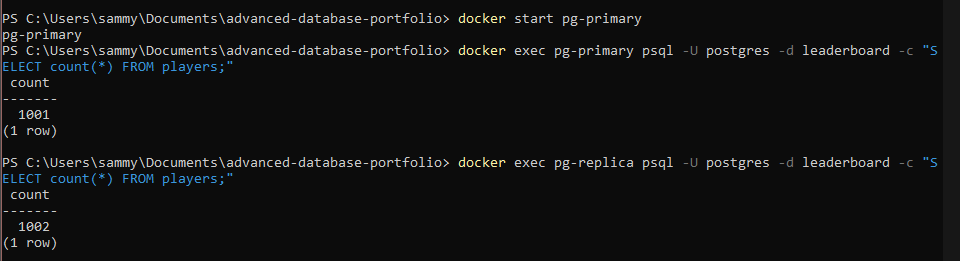 PS C:\Users\sammy\Documents\advanced-database-portfolio> docker start pg-primary
pg-primary
PS C:\Users\sammy\Documents\advanced-database-portfolio> docker exec pg-primary psql -U postgres -d leaderboard -c "S
ELECT count(*) FROM players;"
 count
-------
  1001
(1 row)

PS C:\Users\sammy\Documents\advanced-database-portfolio> docker exec pg-replica psql -U postgres -d leaderboard -c "S
ELECT count(*) FROM players;"
 count
-------
  1002
(1 row)